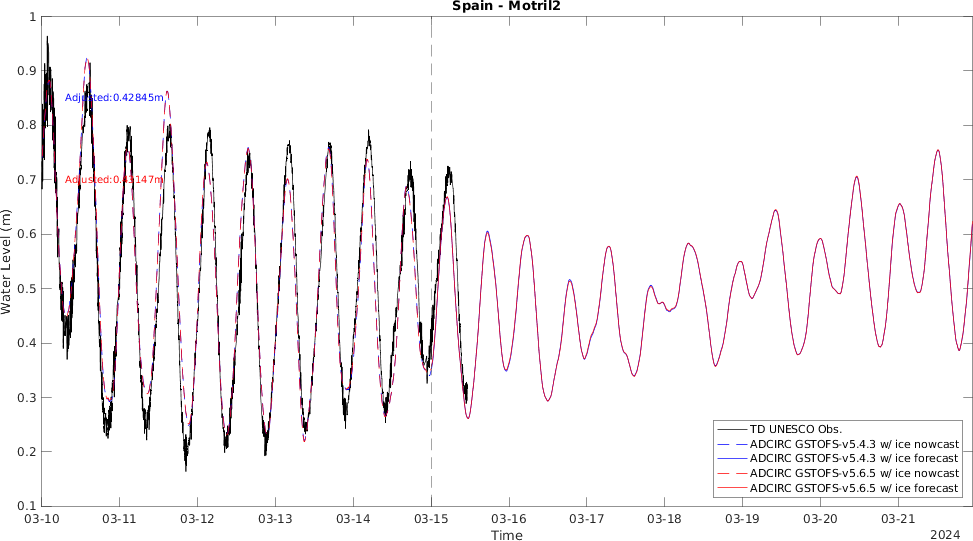 Spain - Motril2
1
0.9
0.8
0.7
0.6
0.5
0.4
0.3
0.2
0.1
Water Level (m)
Adjusted:0.42845m
Adjusted:0.43147m
TD UNESCO Obs.
ADCIRC GSTOFS-v5.4.3 w/ ice nowcast
ADCIRC GSTOFS-v5.4.3 w/ ice forecast
ADCIRC GSTOFS-v5.6.5 w/ ice nowcast
ADCIRC GSTOFS-v5.6.5 w/ ice forecast
03-10 03-11 03-12 03-13 03-14 03-15 03-16 03-17 03-18 03-19 03-20 03-21
Time
2024